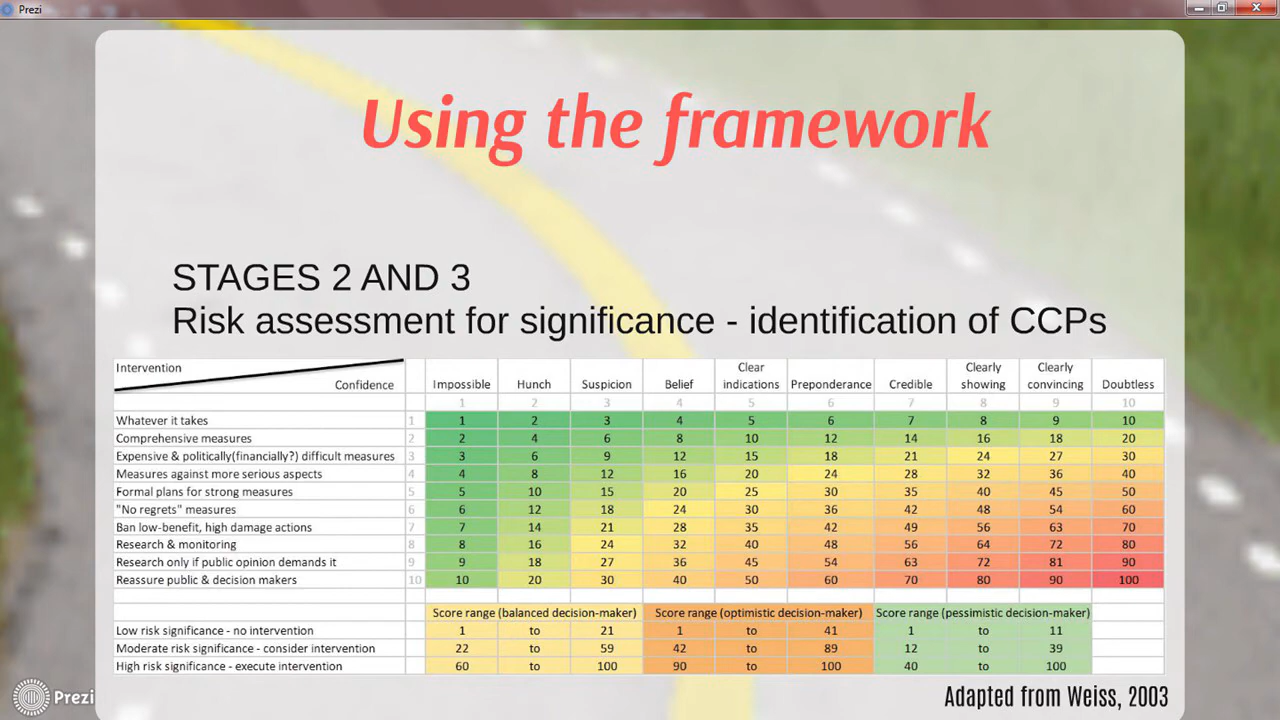 Prezi
Using the framework
STAGES 2 AND 3
Risk assessment for significance - identification of CCPs
Intervention Confidence Impossible Hunch Suspicion Belief Clear indications Preponderance Credible Clearly showing Clearly convincing Doubtless
1 2 3 4 5 6 7 8 9 10
Whatever it takes 1 1 2 3 4 5 6 7 8 9 10
Comprehensive measures 2 2 4 6 8 10 12 14 16 18 20
Expensive & politically(financially?) difficult measures 3 3 6 9 12 15 18 21 24 27 30
Measures against more serious aspects 4 4 8 12 16 20 24 28 32 36 40
Formal plans for strong measures 5 5 10 15 20 25 30 35 40 45 50
"No regrets" measures 6 6 12 18 24 30 36 42 48 54 60
Ban low-benefit, high damage actions 7 7 14 21 28 35 42 49 56 63 70
Research & monitoring 8 8 16 24 32 40 48 56 64 72 80
Research only if public opinion demands it 9 9 18 27 36 45 54 63 72 81 90
Reassure public & decision makers 10 10 20 30 40 50 60 70 80 90 100
Score range (balanced decision-maker) Score range (optimistic decision-maker) Score range (pessimistic decision-maker)
Low risk significance - no intervention 1 to 21 1 to 41 1 to 11
Moderate risk significance - consider intervention 22 to 59 42 to 89 12 to 39
High risk significance - execute intervention 60 to 100 90 to 100 40 to 100
Prezi
Adapted from Weiss, 2003